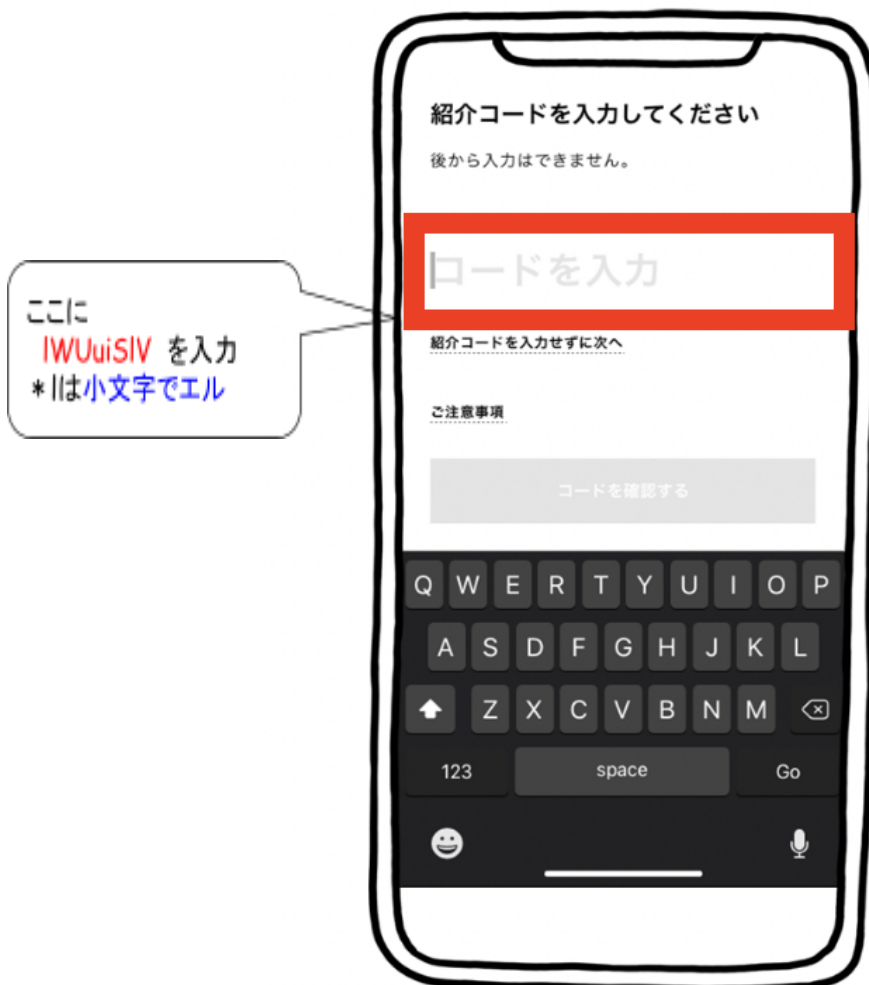 紹介コードを入力してください
後から入力はできません。
コードを入力
ここに
lWUuiSlV を入力
*lは小文字でエル
紹介コードを入力せずに次へ
ご注意事項
コードを確認する
Q W E R T Y U I O P
A S D F G H J K L
Z X C V B N M
123 space Go